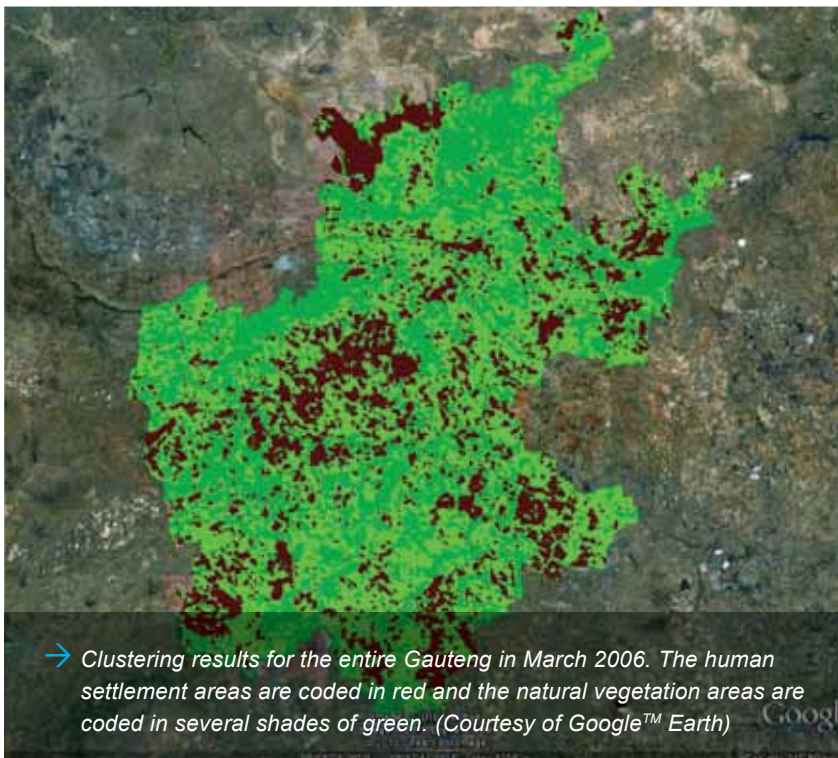 → Clustering results for the entire Gauteng in March 2006. The human
settlement areas are coded in red and the natural vegetation areas are
coded in several shades of green. (Courtesy of Google™ Earth)
Googl